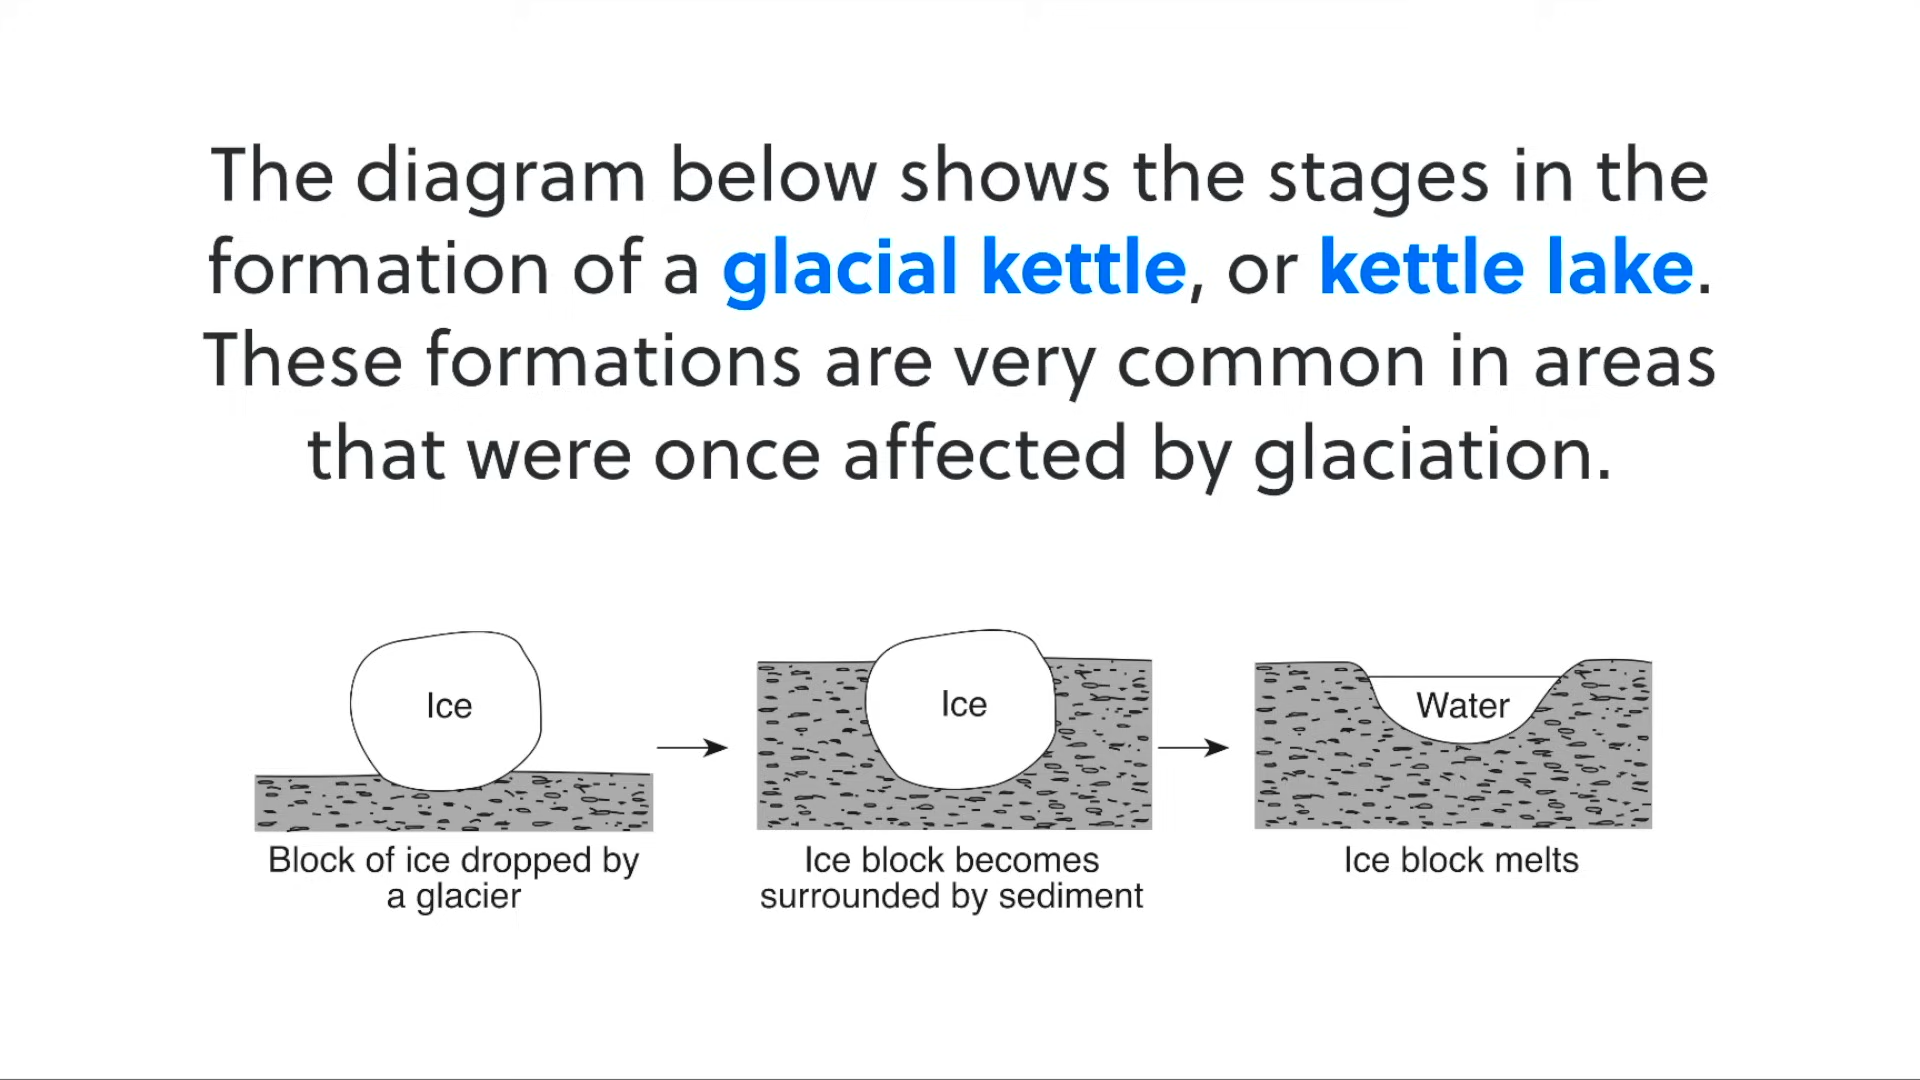 The diagram below shows the stages in the
formation of a glacial kettle, or kettle lake.
These formations are very common in areas
that were once affected by glaciation.
Ice
Block of ice dropped by
a glacier
Ice
Ice block becomes
surrounded by sediment
Water
Ice block melts